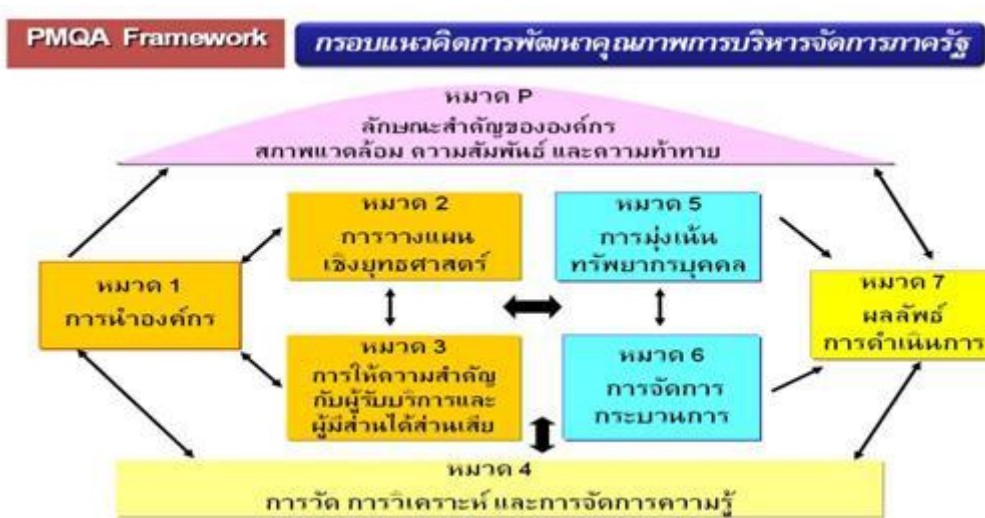 PMQA Framework
กรอบแนวคิดการพัฒนาคุณภาพการบริหารจัดการภาครัฐ
หมวด P
ลักษณะสำคัญขององค์กร
สภาพแวดล้อม ความสัมพันธ์ และความท้าทาย
หมวด 2
การวางแผน
เชิงยุทธศาสตร์
หมวด 5
การมุ่งเน้น
ทรัพยากรบุคคล
หมวด 1
การนำองค์กร
หมวด 7
ผลลัพธ์
การดำเนินการ
หมวด 3
การให้ความสำคัญ
กับผู้รับบริการและ
ผู้มีส่วนได้ส่วนเสีย
หมวด 6
การจัดการ
กระบวนการ
หมวด 4
การวัด การวิเคราะห์ และการจัดการความรู้